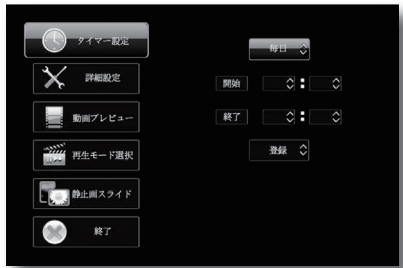 タイマー設定
毎日
詳細設定
開始 :
動画プレビュー
終了 :
再生モード選択
登録
静止画スライド
終了